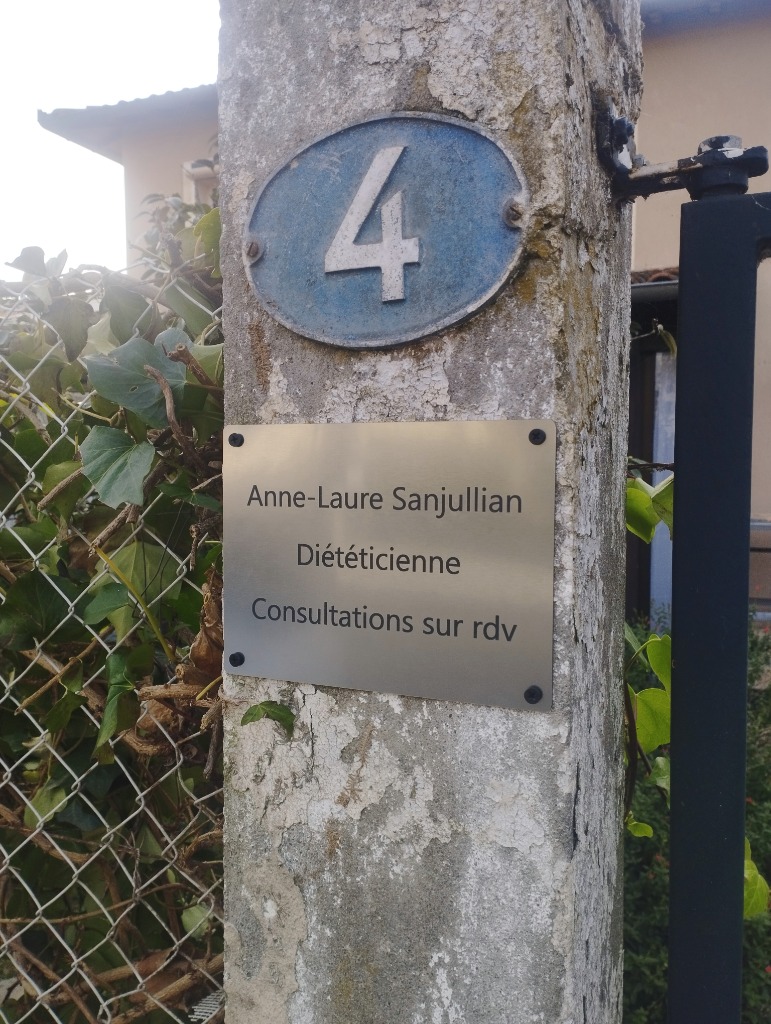 4
Anne-Laure Sanjullian
Diététicienne
Consultations sur rdv